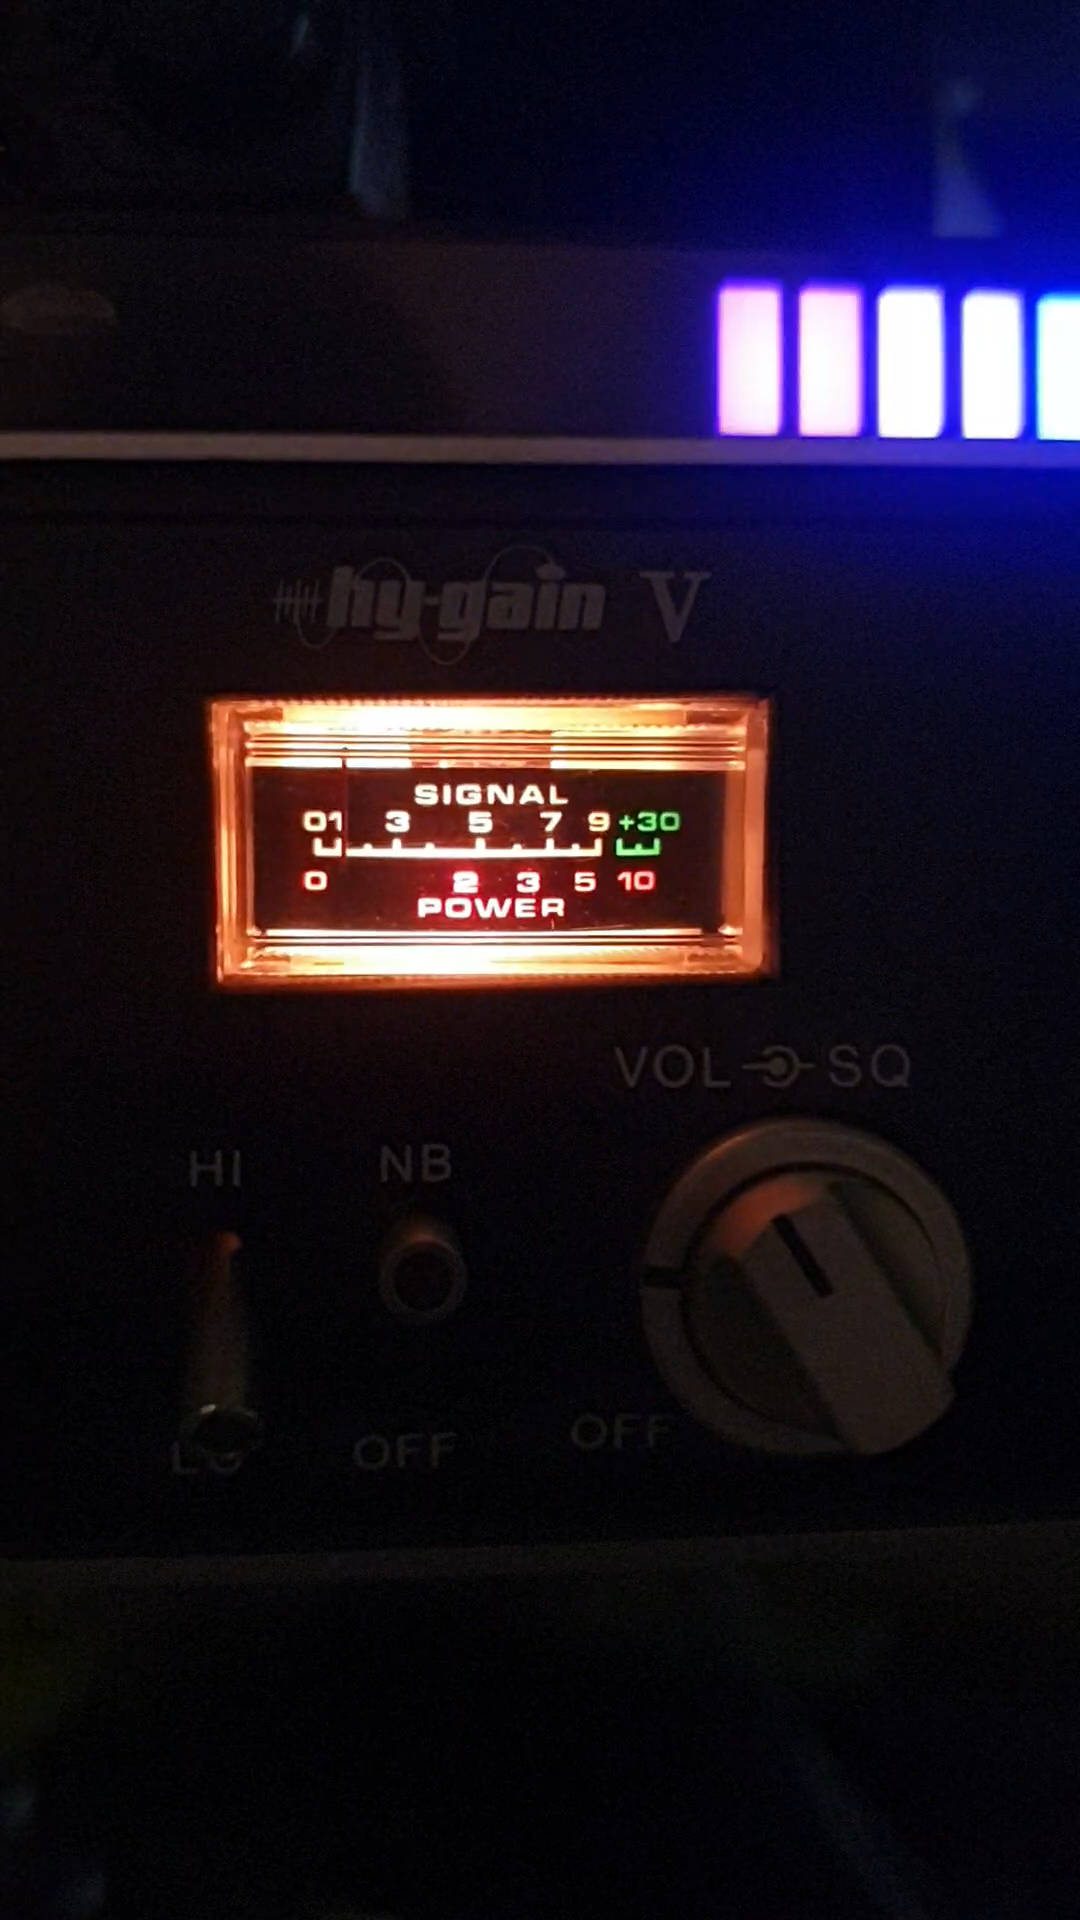 hy-gain V
SIGNAL
01 3 5 7 9 +30
0 2 3 5 10
POWER
VOL SQ
HI NB
LO OFF OFF